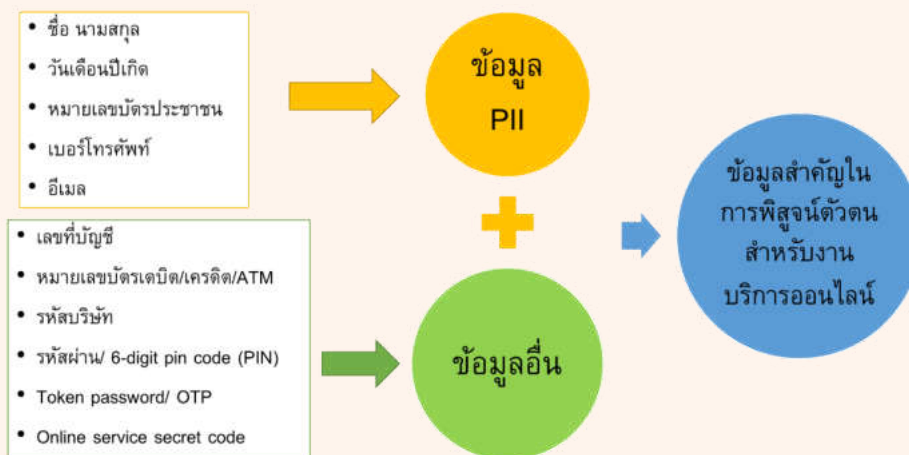 • ชื่อ นามสกุล
• วันเดือนปีเกิด
• หมายเลขบัตรประชาชน
• เบอร์โทรศัพท์
• อีเมล
ข้อมูล
PII
• เลขที่บัญชี
• หมายเลขบัตรเดบิต/เครดิต/ATM
• รหัสบริษัท
• รหัสผ่าน/ 6-digit pin code (PIN)
• Token password/ OTP
• Online service secret code
ข้อมูลอื่น
ข้อมูลสำคัญใน
การพิสูจน์ตัวตน
สำหรับงาน
บริการออนไลน์